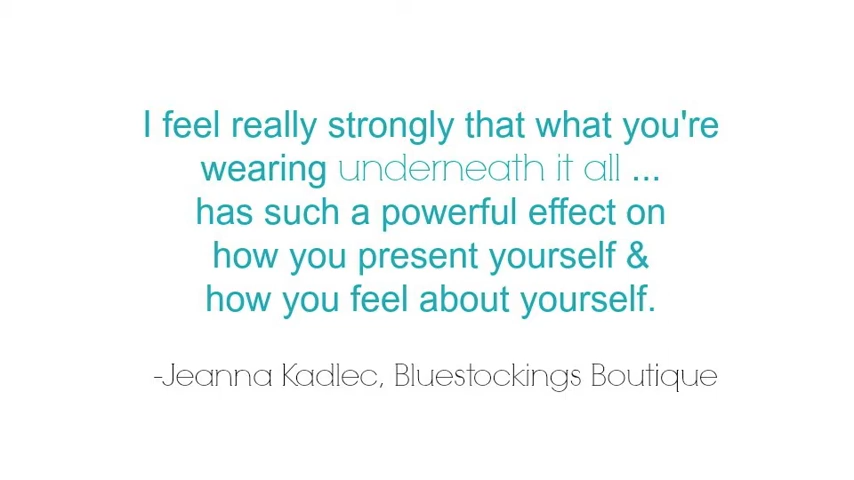 I feel really strongly that what you're
wearing underneath it all ...
has such a powerful effect on
how you present yourself &
how you feel about yourself.
-Jeanna Kadlec, Bluestockings Boutique